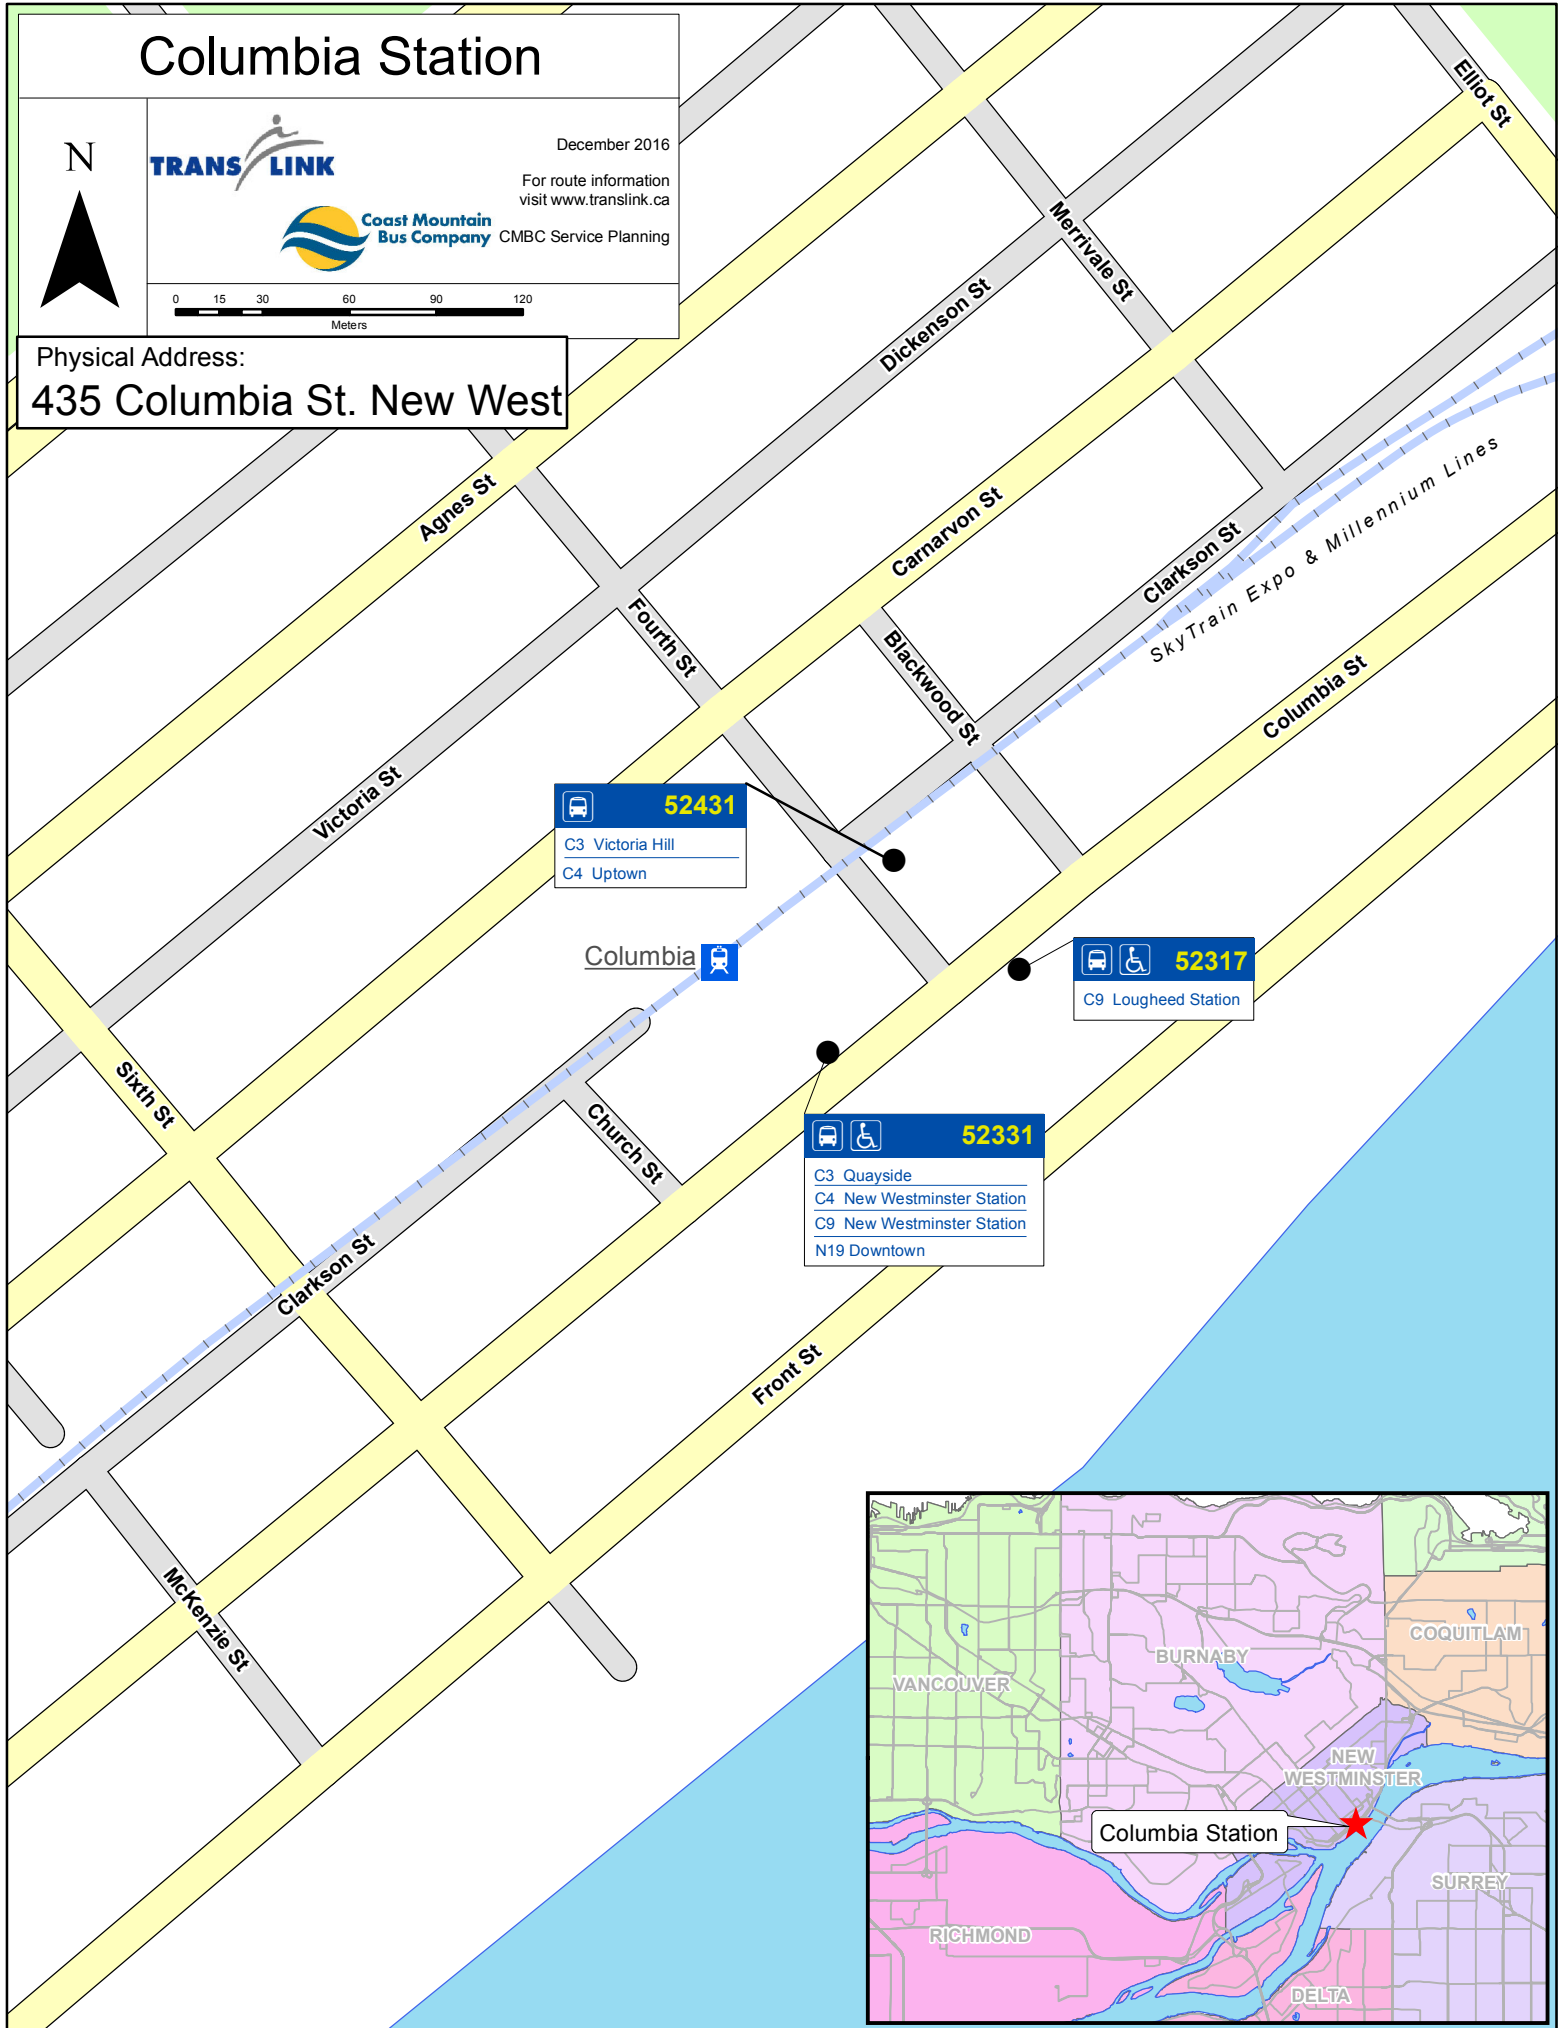 Columbia Station
N
TRANS LINK
December 2016
For route information
visit www.translink.ca
Coast Mountain
Bus Company
CMBC Service Planning
0 15 30 60 90 120
Meters
Physical Address:
435 Columbia St. New West
Elliot St
Merrivale St
Dickenson St
Agnes St
Carnarvon St
Clarkson St
SkyTrain Expo & Millennium Lines
Fourth St
Blackwood St
Columbia St
Victoria St
52431
C3 Victoria Hill
C4 Uptown
Columbia
52317
C9 Lougheed Station
Sixth St
Church St
52331
C3 Quayside
C4 New Westminster Station
C9 New Westminster Station
N19 Downtown
Clarkson St
Front St
McKenzie St
COQUITLAM
BURNABY
VANCOUVER
NEW
WESTMINSTER
Columbia Station
SURREY
RICHMOND
DELTA